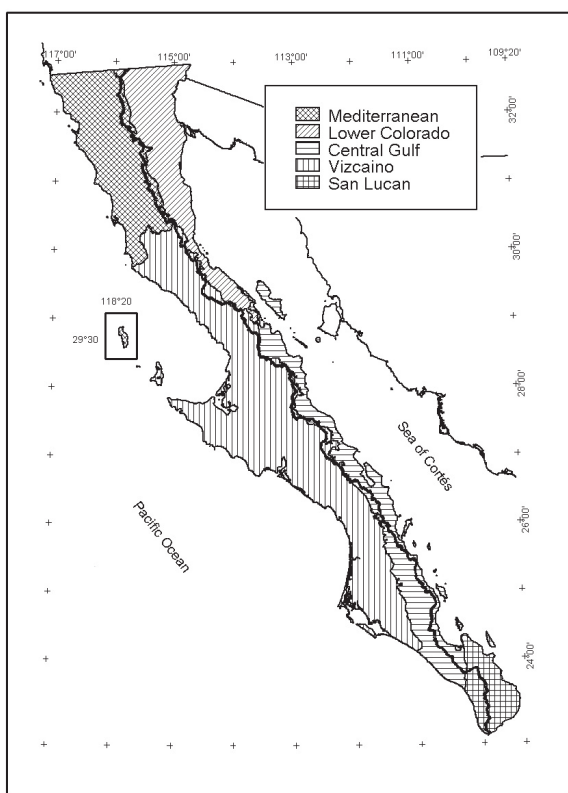 117°00'
115°00'
113°00'
111°00'
109°20'
Mediterranean
Lower Colorado
Central Gulf
Vizcaino
San Lucan
32°00'
30°00'
118°20
29°30
28°00'
Sea of Cortés
Pacific Ocean
26°00'
24°00'